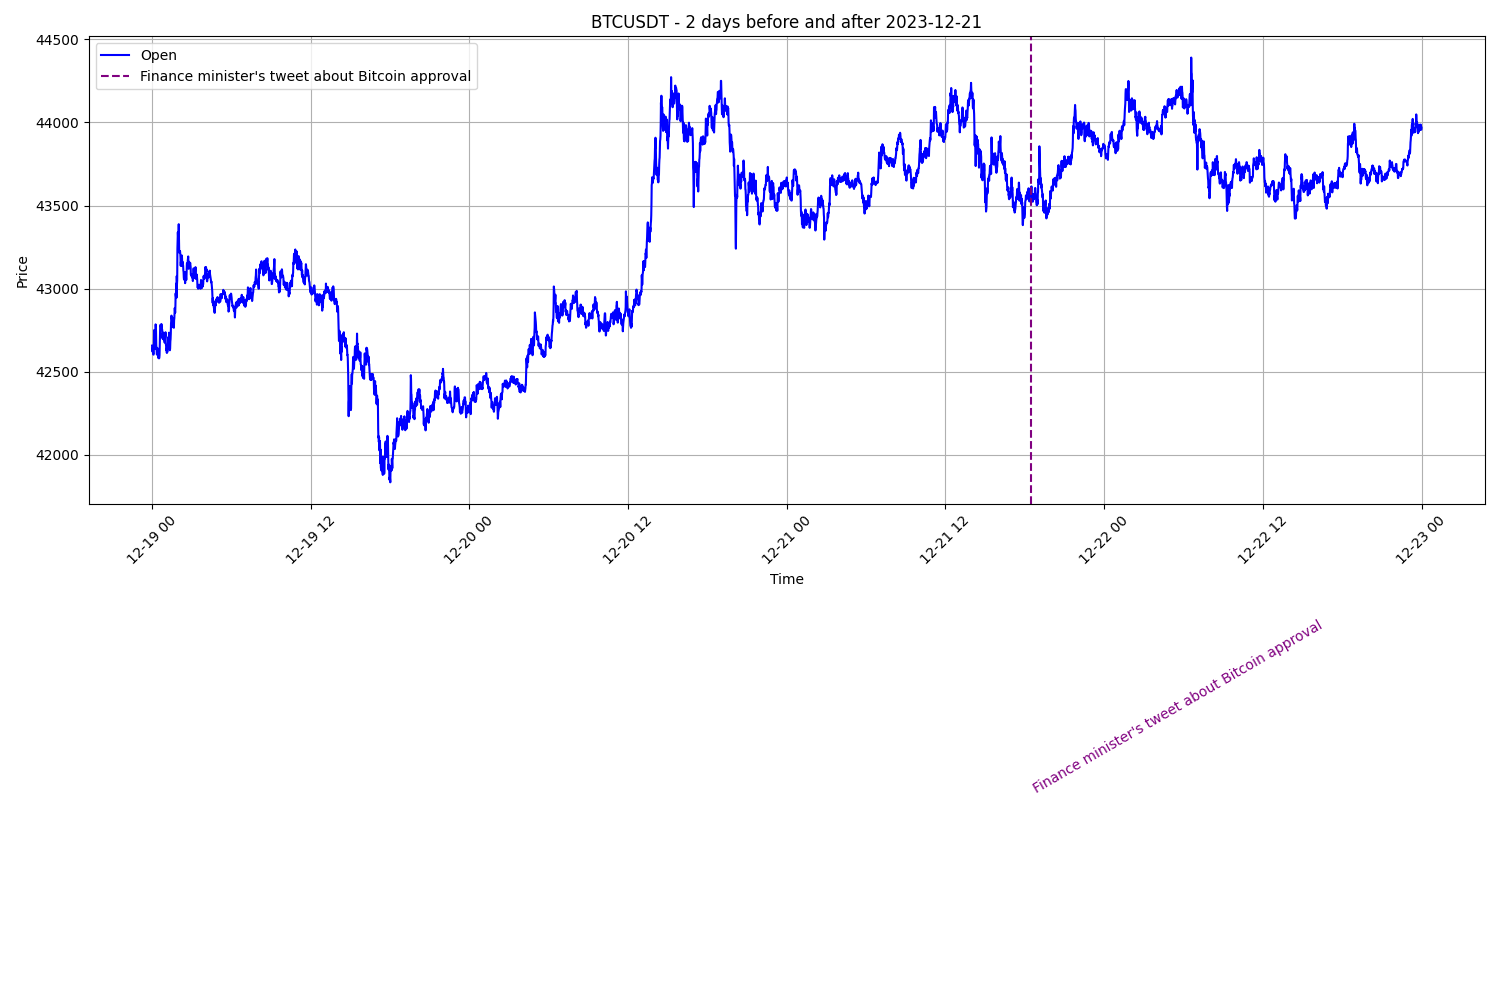 BTCUSDT - 2 days before and after 2023-12-21
44500
44000
43500
43000
42500
42000
Price
Open
Finance minister's tweet about Bitcoin approval
12-19 00
12-19 12
12-20 00
12-20 12
12-21 00
12-21 12
12-22 00
12-22 12
12-23 00
Time
Finance minister's tweet about Bitcoin approval